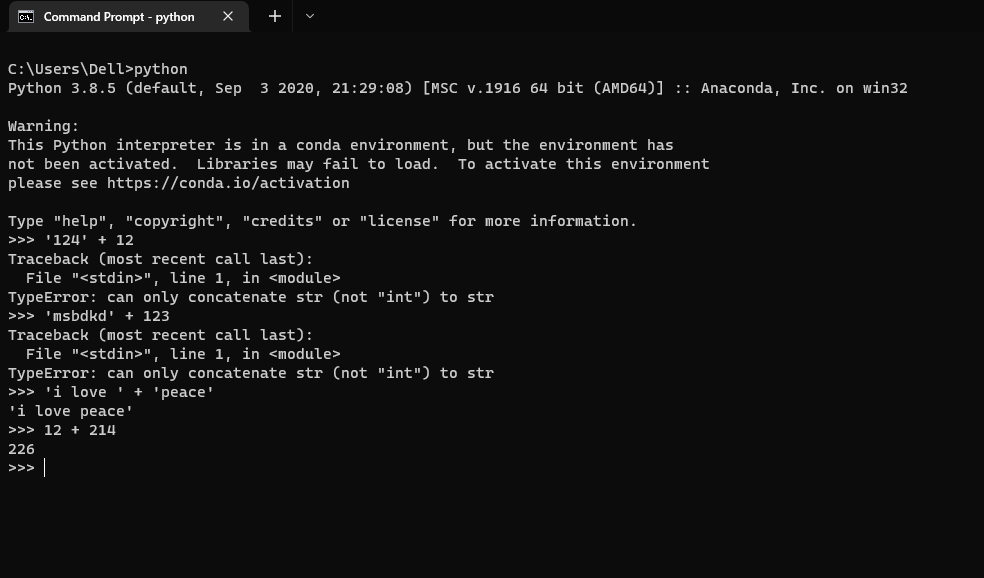 Command Prompt - python
C:\Users\Dell>python
Python 3.8.5 (default, Sep  3 2020, 21:29:08) [MSC v.1916 64 bit (AMD64)] :: Anaconda, Inc. on win32
Warning:
This Python interpreter is in a conda environment, but the environment has
not been activated.  Libraries may fail to load.  To activate this environment
please see https://conda.io/activation
Type "help", "copyright", "credits" or "license" for more information.
>>> '124' + 12
Traceback (most recent call last):
  File "<stdin>", line 1, in <module>
TypeError: can only concatenate str (not "int") to str
>>> 'msbdkd' + 123
Traceback (most recent call last):
  File "<stdin>", line 1, in <module>
TypeError: can only concatenate str (not "int") to str
>>> 'i love ' + 'peace'
'i love peace'
>>> 12 + 214
226
>>>